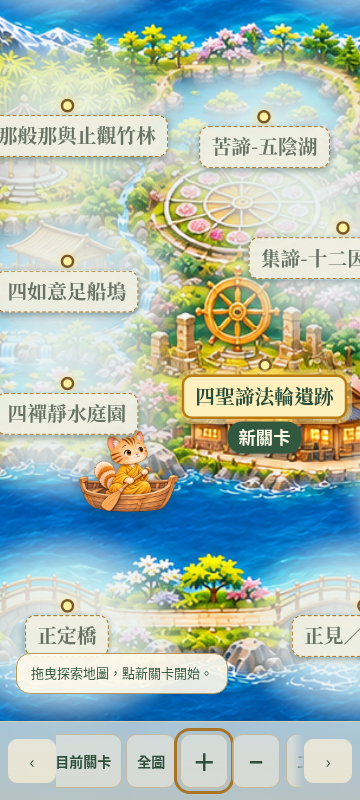 那般那與止觀竹林
苦諦-五陰湖
集諦-十二因
四如意足船塢
四聖諦法輪遺跡
四禪靜水庭園
新關卡
正定橋
正見／
拖曳探索地圖，點新關卡開始。
‹
目前關卡
全圖
＋
−
›